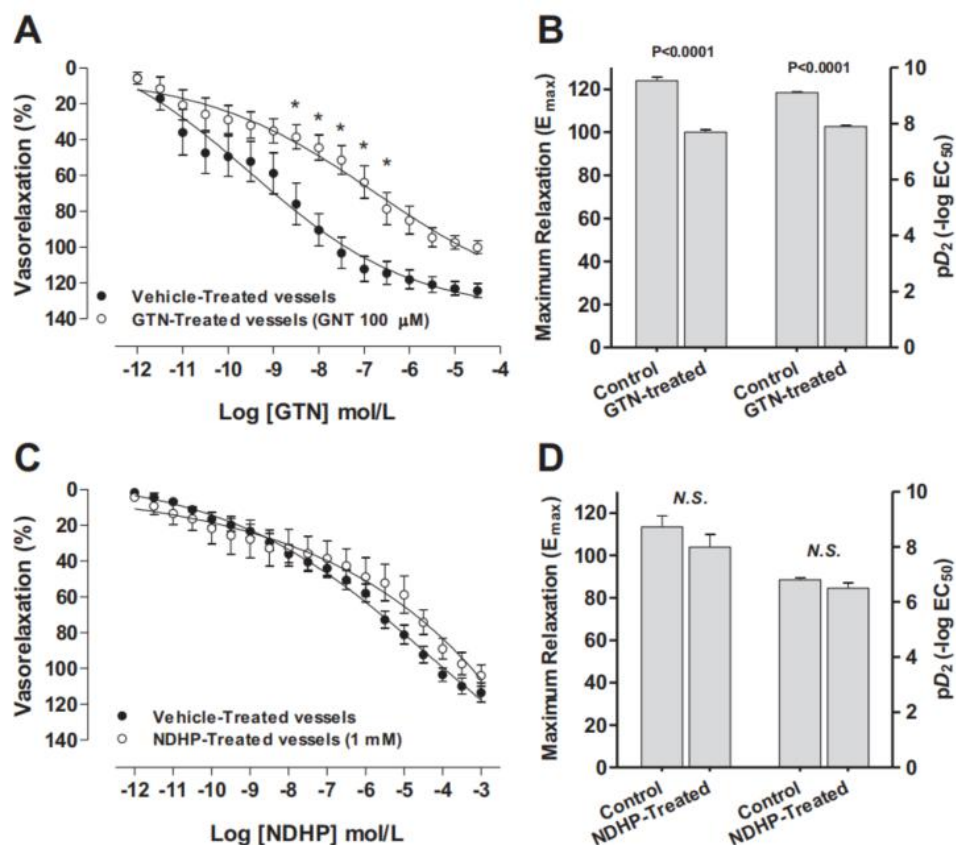 A
Vasorelaxation (%)
0
20
40
60
80
100
120
140
* * * * *
Vehicle-Treated vessels
GTN-Treated vessels (GNT 100 μM)
-12 -11 -10 -9 -8 -7 -6 -5 -4
Log [GTN] mol/L
B
Maximum Relaxation (Emax)
120
100
80
60
40
20
0
P<0.0001
P<0.0001
10
8
6
4
2
0
pD2 (-log EC50)
Control
GTN-treated
Control
GTN-treated
C
Vasorelaxation (%)
0
20
40
60
80
100
120
140
Vehicle-Treated vessels
NDHP-Treated vessels (1 mM)
-12 -11 -10 -9 -8 -7 -6 -5 -4 -3
Log [NDHP] mol/L
D
Maximum Relaxation (Emax)
120
100
80
60
40
20
0
N.S.
N.S.
10
8
6
4
2
0
pD2 (-log EC50)
Control
NDHP-Treated
Control
NDHP-Treated